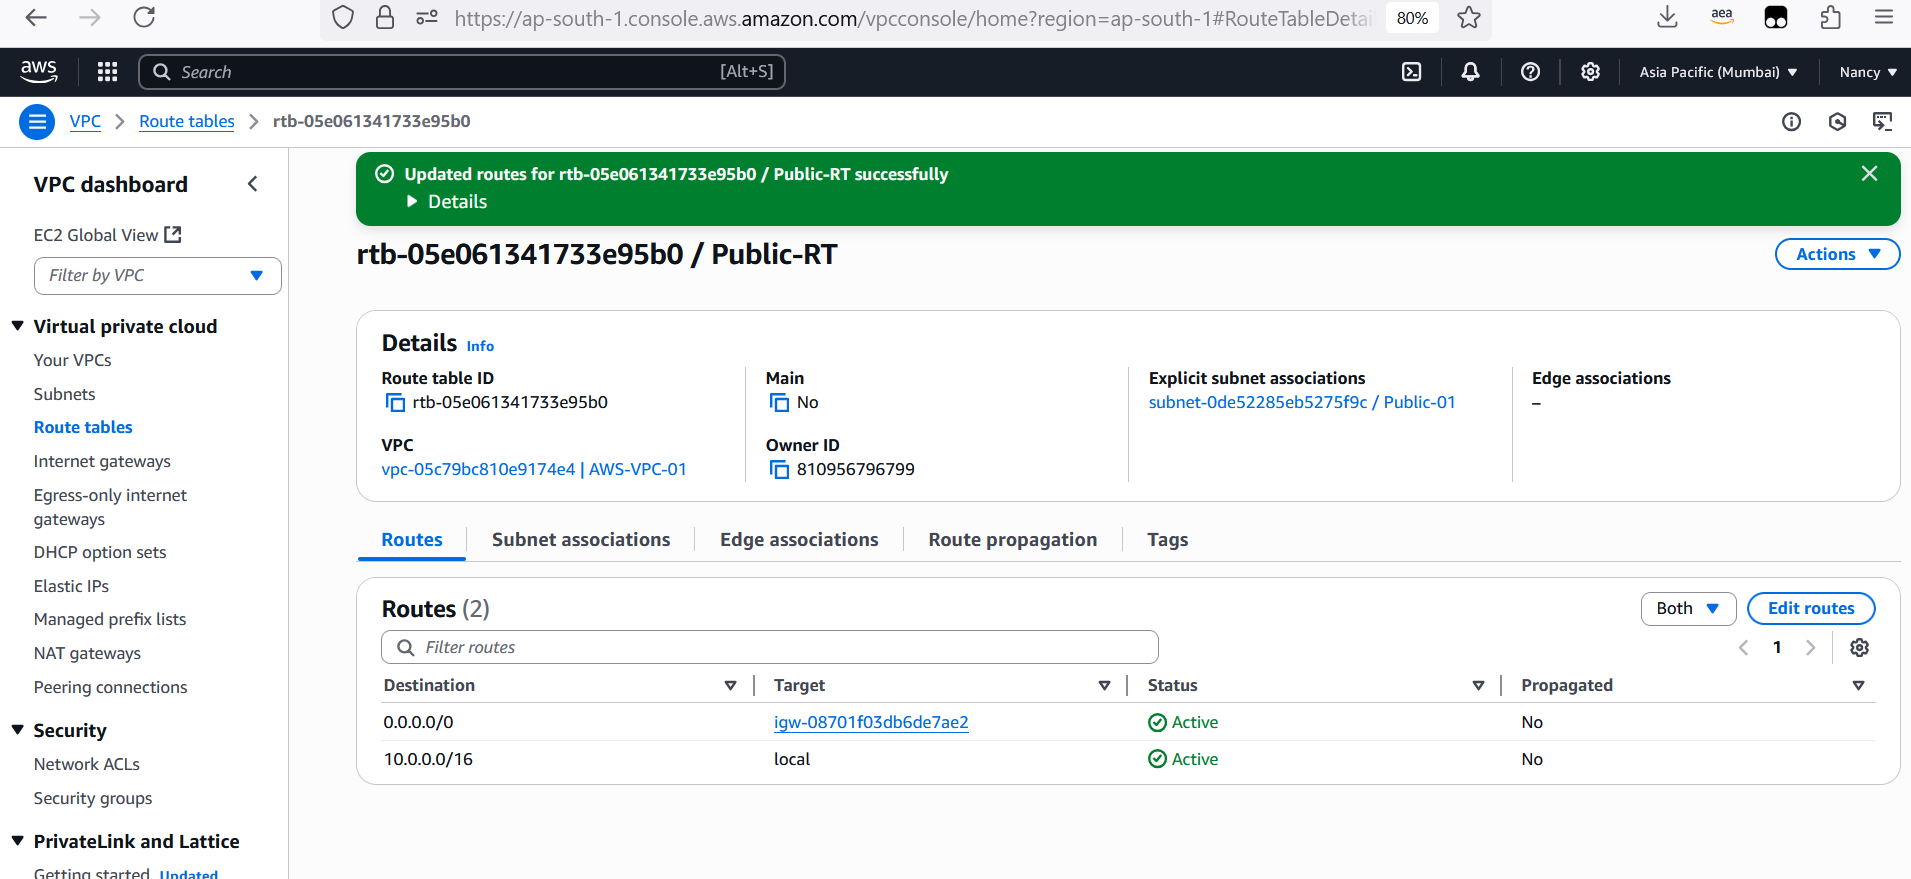 https://ap-south-1.console.aws.amazon.com/vpcconsole/home?region=ap-south-1#RouteTableDetai
80%
aea
aws
Search
[Alt+S]
Asia Pacific (Mumbai)
Nancy
VPC
Route tables
rtb-05e061341733e95b0
VPC dashboard
EC2 Global View
Filter by VPC
Virtual private cloud
Your VPCs
Subnets
Route tables
Internet gateways
Egress-only internet
gateways
DHCP option sets
Elastic IPs
Managed prefix lists
NAT gateways
Peering connections
Security
Network ACLs
Security groups
PrivateLink and Lattice
Getting started Updated
Updated routes for rtb-05e061341733e95b0 / Public-RT successfully
Details
rtb-05e061341733e95b0 / Public-RT
Actions
Details Info
Route table ID
rtb-05e061341733e95b0
Main
No
Explicit subnet associations
subnet-0de52285eb5275f9c / Public-01
Edge associations
–
VPC
vpc-05c79bc810e9174e4 | AWS-VPC-01
Owner ID
810956796799
Routes
Subnet associations
Edge associations
Route propagation
Tags
Routes (2)
Both
Edit routes
Filter routes
1
Destination Target Status Propagated
0.0.0.0/0 igw-08701f03db6de7ae2 Active No
10.0.0.0/16 local Active No